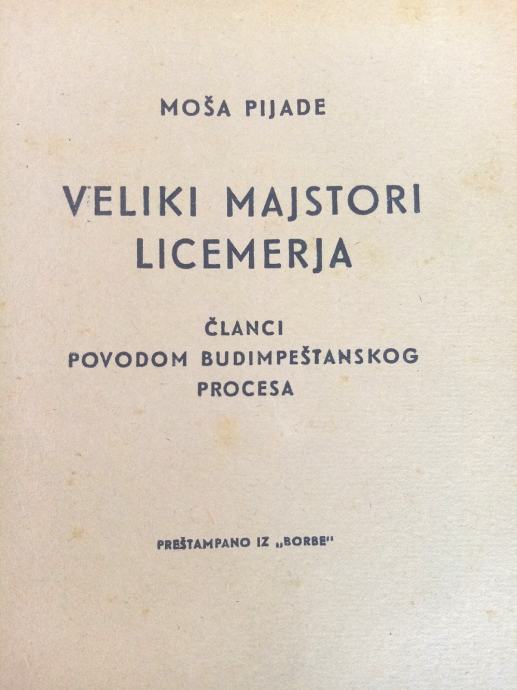 MOŠA PIJADE
VELIKI MAJSTORI
LICEMERJA
ČLANCI
POVODOM BUDIMPEŠTANSKOG
PROCESA
PREŠTAMPANO IZ „BORBE"